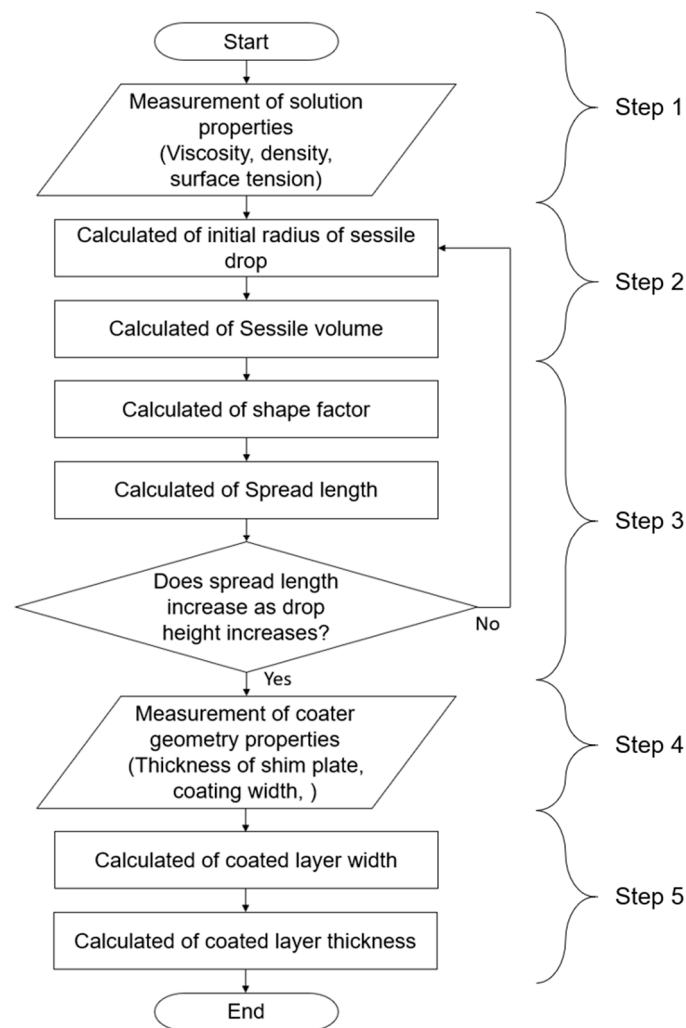 Start
Step 1
Measurement of solution
properties
(Viscosity, density,
surface tension)
Calculated of initial radius of sessile
drop
Step 2
Calculated of Sessile volume
Calculated of shape factor
Calculated of Spread length
Step 3
Does spread length
increase as drop
height increases?
No
Yes
Measurement of coater
geometry properties
(Thickness of shim plate,
coating width, )
Step 4
Calculated of coated layer width
Step 5
Calculated of coated layer thickness
End